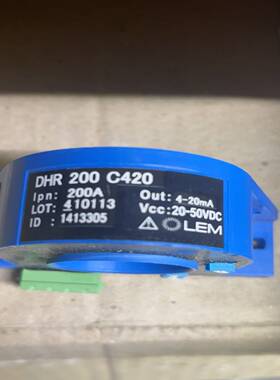 DHR 200 C420
Ipn: 200A Out: 4-20mA
LOT: 410113 Vcc: 20-50VDC
ID : 1413305 LEM